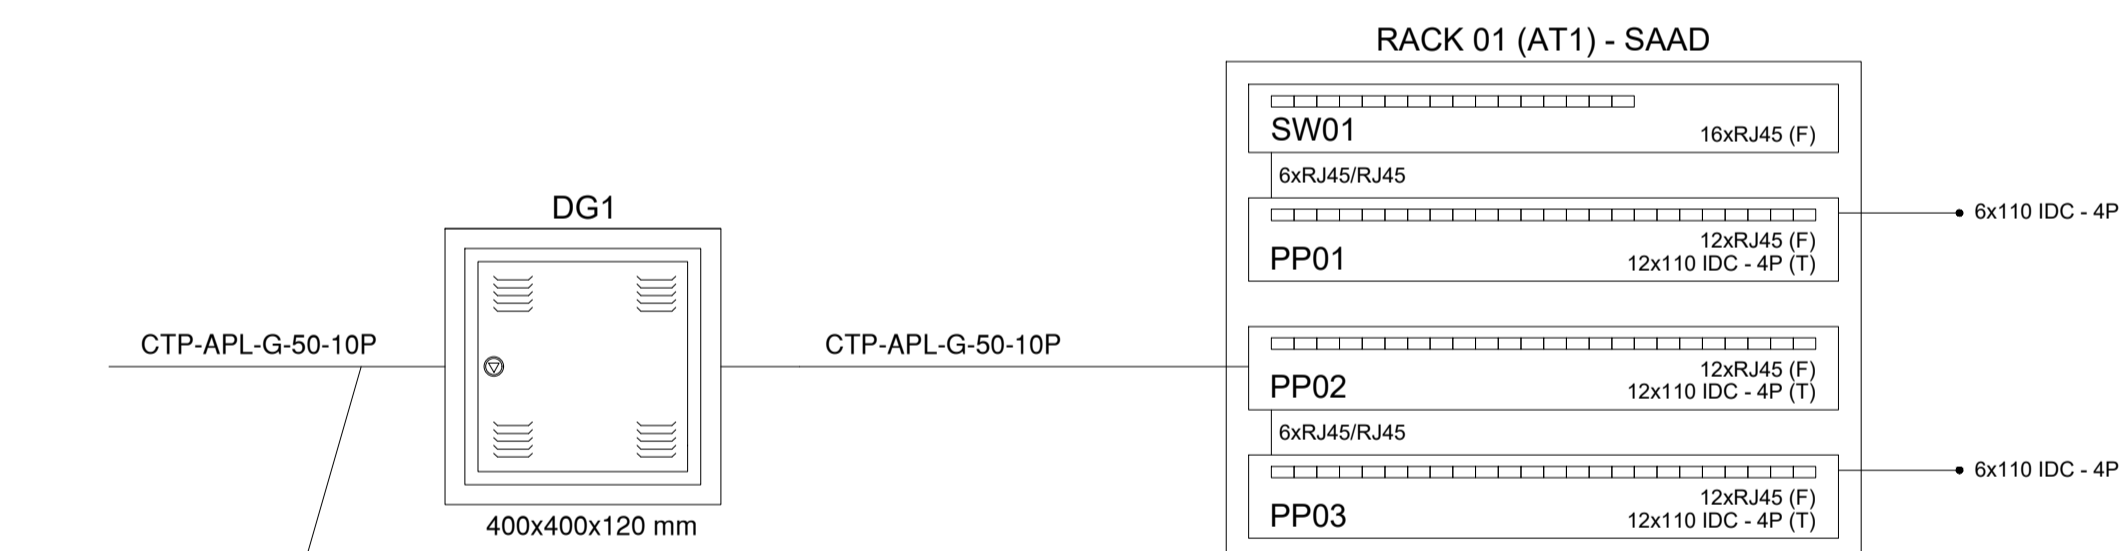 RACK 01 (AT1) - SAAD
SW01
16xRJ45 (F)
6xRJ45/RJ45
DG1
6x110 IDC - 4P
12xRJ45 (F)
PP01
12x110 IDC - 4P (T)
CTP-APL-G-50-10P
CTP-APL-G-50-10P
12xRJ45 (F)
PP02
12x110 IDC - 4P (T)
6xRJ45/RJ45
6x110 IDC - 4P
12xRJ45 (F)
PP03
12x110 IDC - 4P (T)
400x400x120 mm